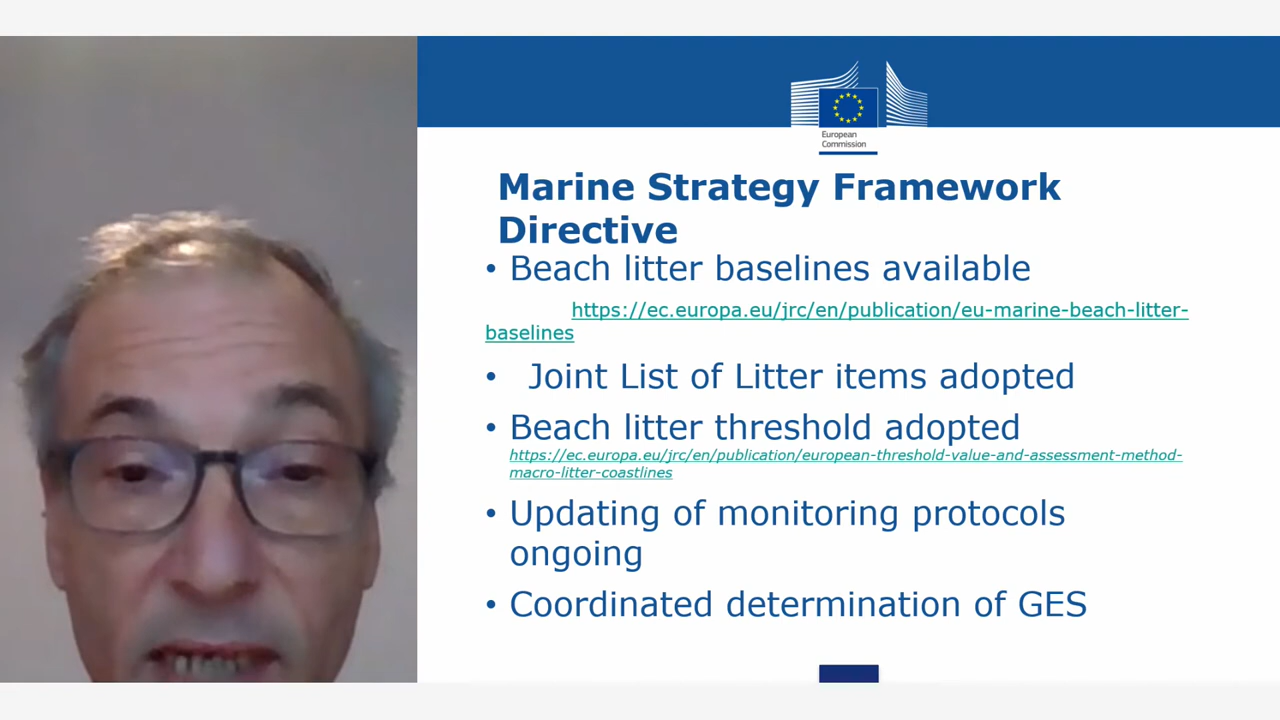 European
Commission
Marine Strategy Framework
Directive
• Beach litter baselines available
https://ec.europa.eu/jrc/en/publication/eu-marine-beach-litter-
baselines
• Joint List of Litter items adopted
• Beach litter threshold adopted
https://ec.europa.eu/jrc/en/publication/european-threshold-value-and-assessment-method-
macro-litter-coastlines
• Updating of monitoring protocols
ongoing
• Coordinated determination of GES